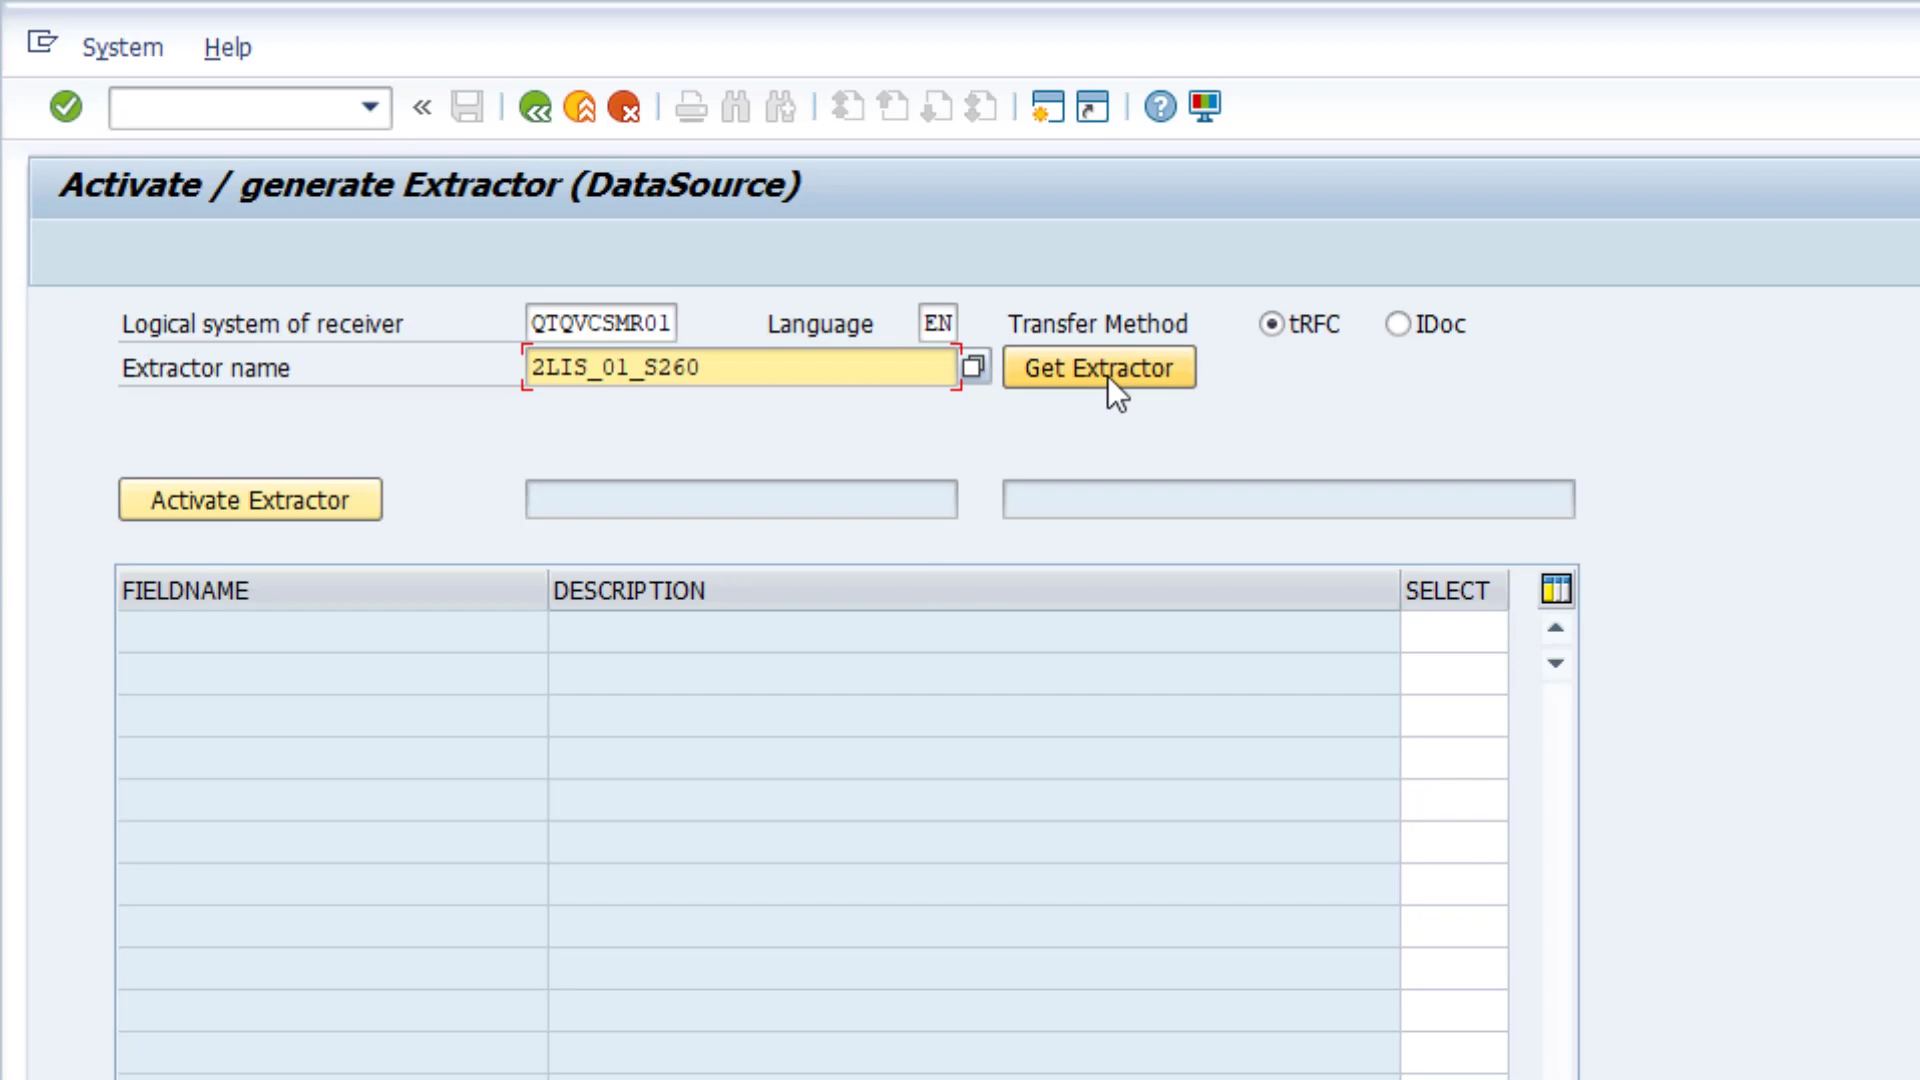 System Help
Activate / generate Extractor (DataSource)
Logical system of receiver QTQVCSMR01 Language EN Transfer Method tRFC IDoc
Extractor name 2LIS_01_S260 Get Extractor
Activate Extractor
FIELDNAME DESCRIPTION SELECT